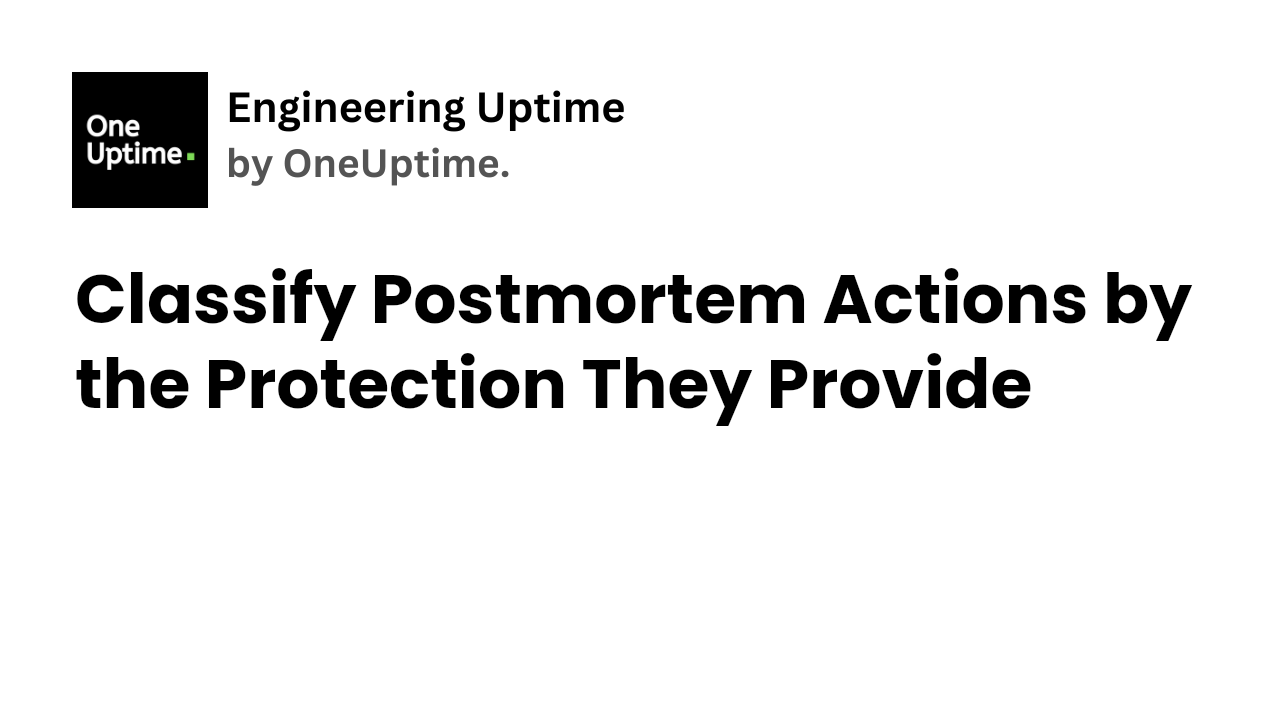 One
Uptime
Engineering Uptime
by OneUptime.
Classify Postmortem Actions by
the Protection They Provide